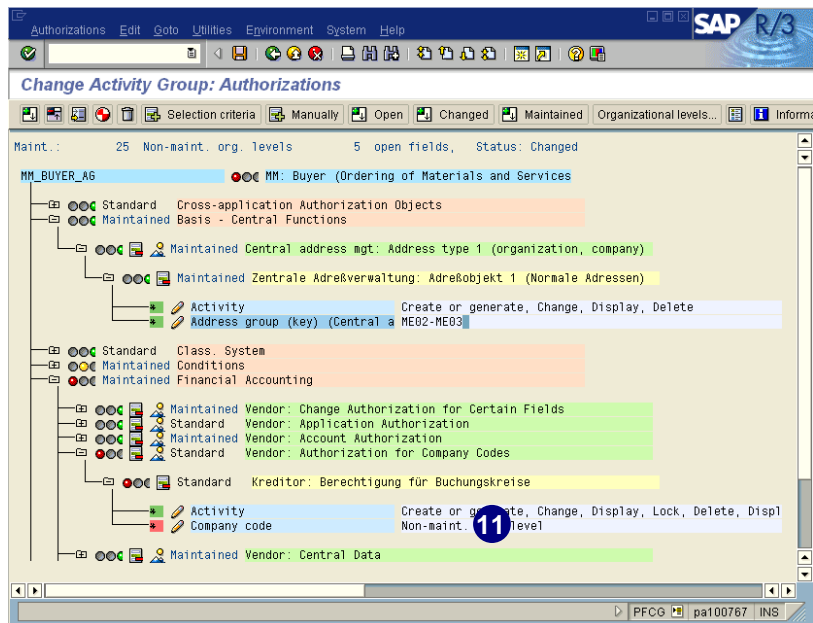 Authorizations Edit Goto Utilities Environment System Help
SAP R/3
Change Activity Group: Authorizations
Selection criteria Manually Open Changed Maintained Organizational levels... Informa
Maint.: 25 Non-maint. org. levels 5 open fields, Status: Changed
MM_BUYER_AG MM: Buyer (Ordering of Materials and Services
Standard Cross-application Authorization Objects
Maintained Basis - Central Functions
Maintained Central address mgt: Address type 1 (organization, company)
Maintained Zentrale Adreßverwaltung: Adreßobjekt 1 (Normale Adressen)
Activity Create or generate, Change, Display, Delete
Address group (key) (Central a ME02-ME03
Standard Class. System
Maintained Conditions
Maintained Financial Accounting
Maintained Vendor: Change Authorization for Certain Fields
Standard Vendor: Application Authorization
Maintained Vendor: Account Authorization
Standard Vendor: Authorization for Company Codes
Standard Kreditor: Berechtigung für Buchungskreise
Activity Create or Change, Display, Lock, Delete, Displ
Company code Non-maint. level
11
Maintained Vendor: Central Data
PFCG pa100767 INS